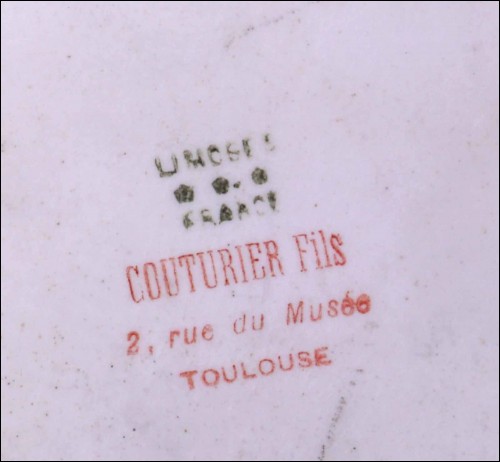 LIMOGES
FRANCE
COUTURIER Fils
2, rue du Musée
TOULOUSE